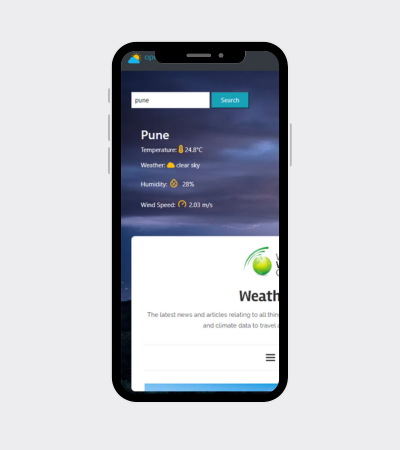 pune
Search
Pune
Temperature: 24.8°C
Weather: clear sky
Humidity: 28%
Wind Speed: 2.03 m/s
Weath
The latest news and articles relating to all thin
and climate data to travel